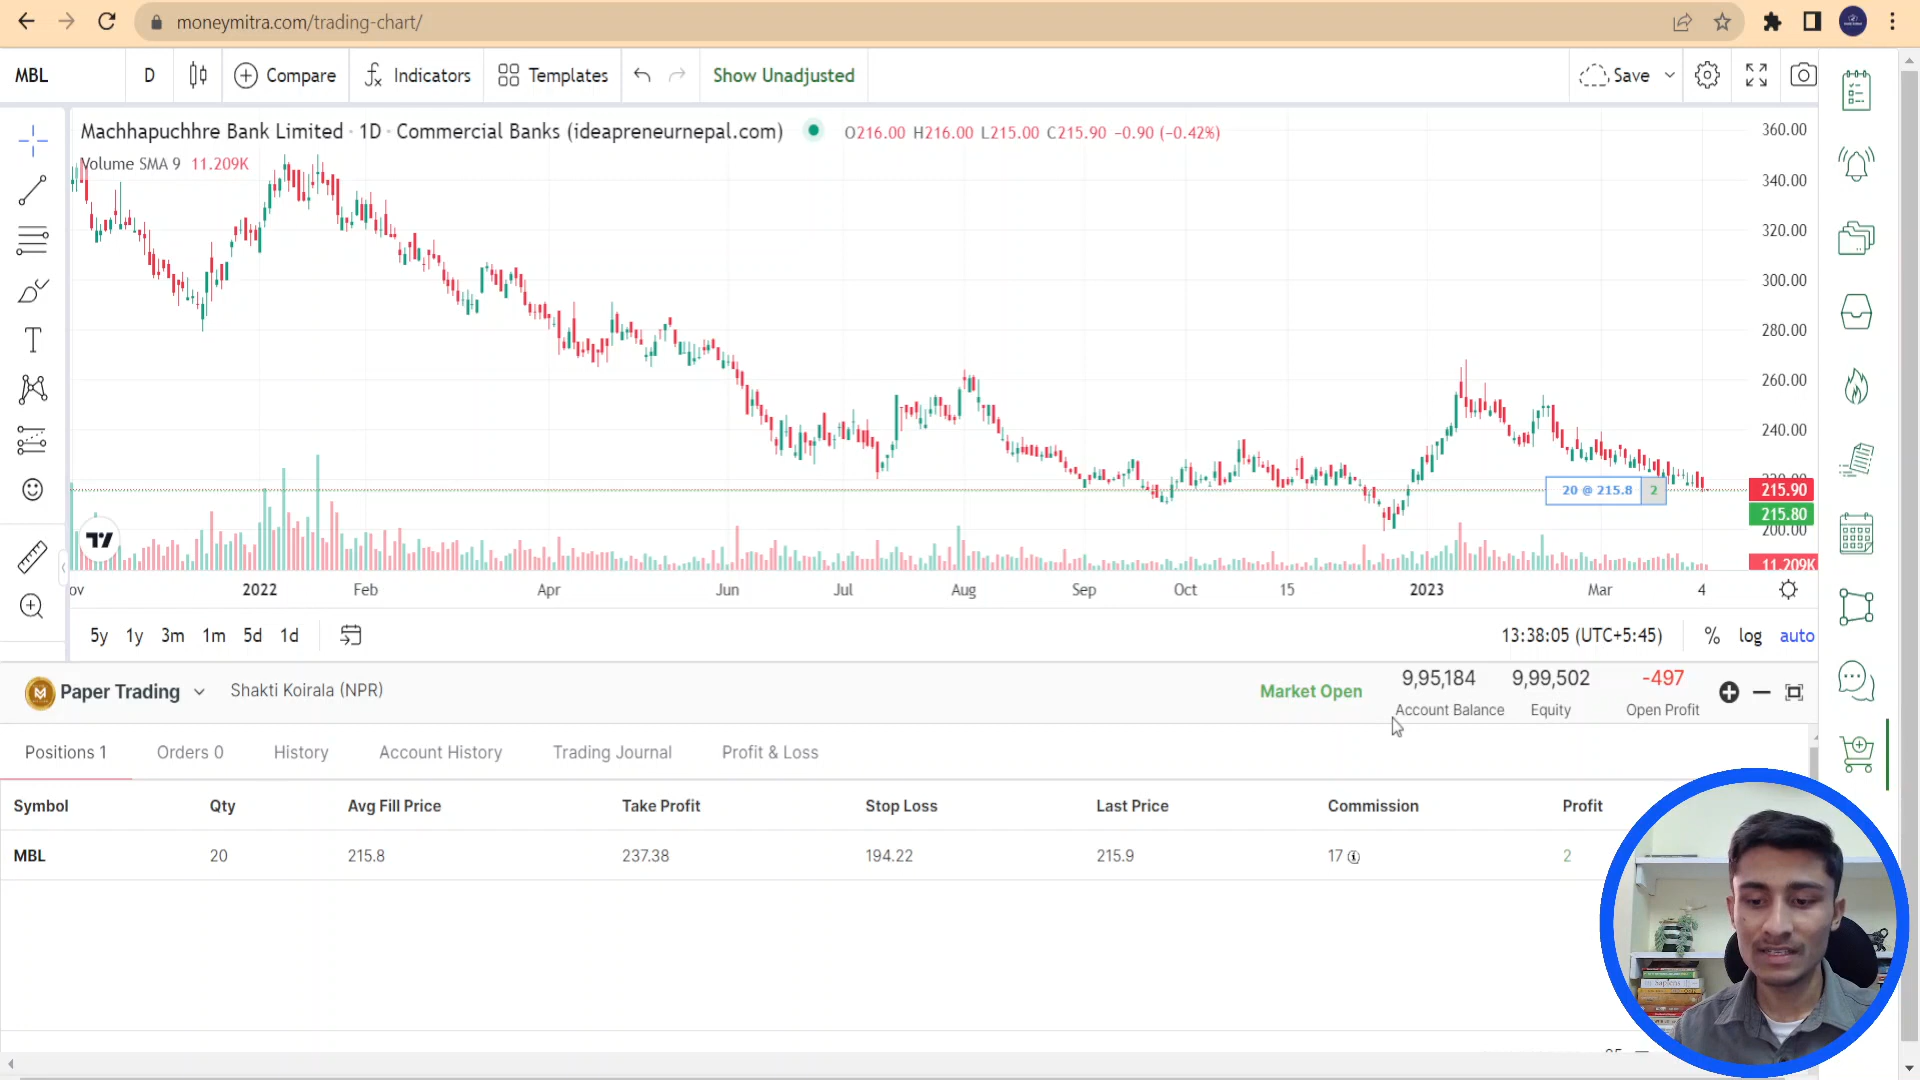 moneymitra.com/trading-chart/
MBL D Compare Indicators Templates Show Unadjusted Save
Machhapuchhre Bank Limited · 1D · Commercial Banks (ideapreneurnepal.com) O216.00 H216.00 L215.00 C215.90 −0.90 (−0.42%)
Volume SMA 9 11.209K
360.00
340.00
320.00
300.00
280.00
260.00
240.00
20 @ 215.8 2
215.90
215.80
200.00
11.209K
2022 Feb Apr Jun Jul Aug Sep Oct 15 2023 Mar 4
5y 1y 3m 1m 5d 1d 13:38:05 (UTC+5:45) % log auto
Paper Trading Shakti Koirala (NPR) Market Open 9,95,184 9,99,502 -497
Account Balance Equity Open Profit
Positions 1 Orders 0 History Account History Trading Journal Profit & Loss
Symbol Qty Avg Fill Price Take Profit Stop Loss Last Price Commission Profit
MBL 20 215.8 237.38 194.22 215.9 17 2